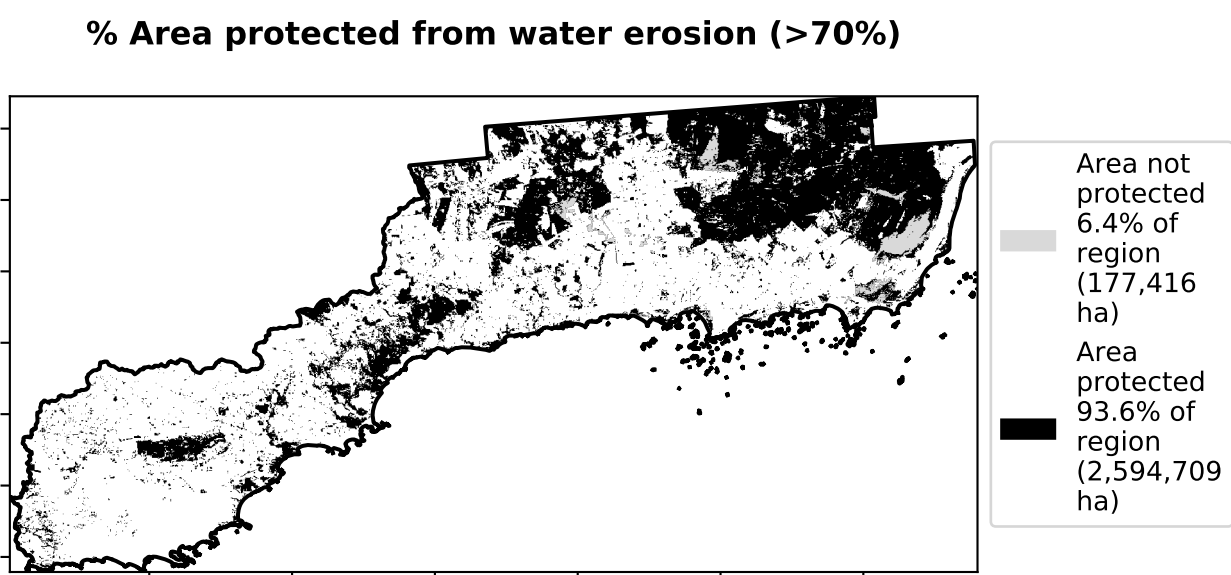 % Area protected from water erosion (>70%)
Area not
protected
6.4% of
region
(177,416
ha)
Area
protected
93.6% of
region
(2,594,709
ha)